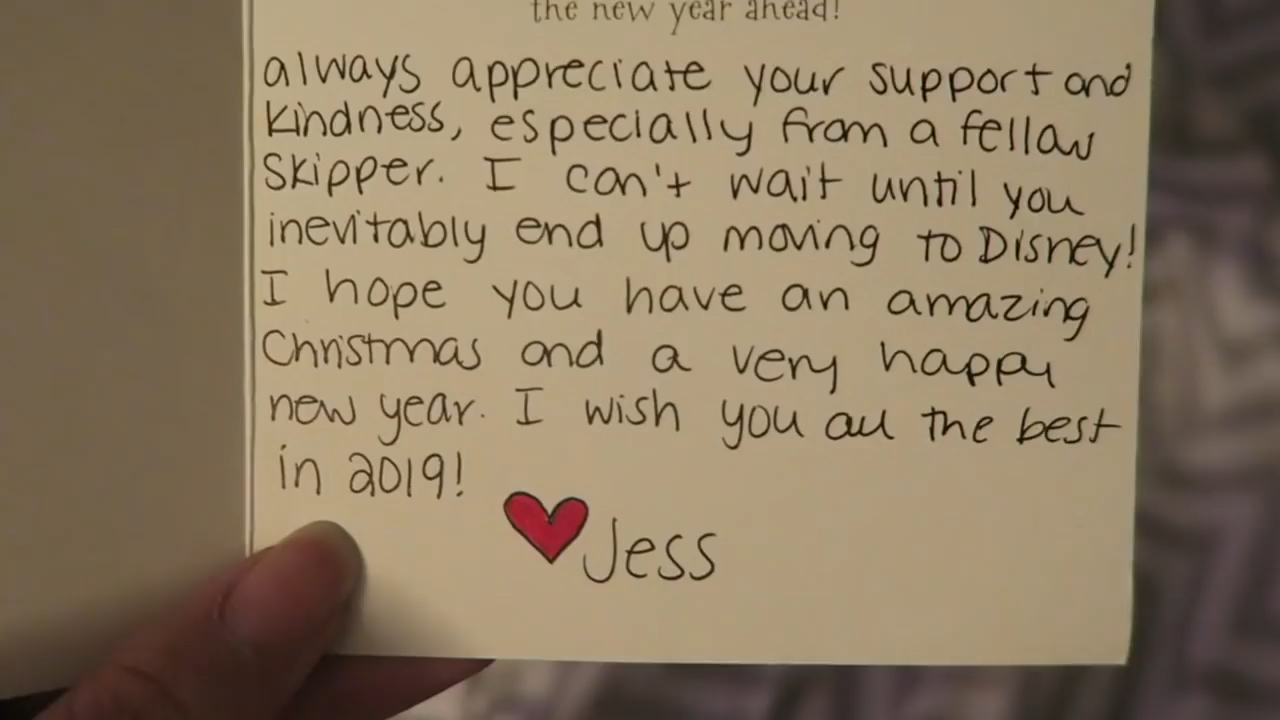 the new year ahead!
always appreciate your support and
kindness, especially from a fellow
skipper. I can't wait until you
inevitably end up moving to Disney!
I hope you have an amazing
Christmas and a very happy
new year. I wish you all the best
in 2019!
Jess